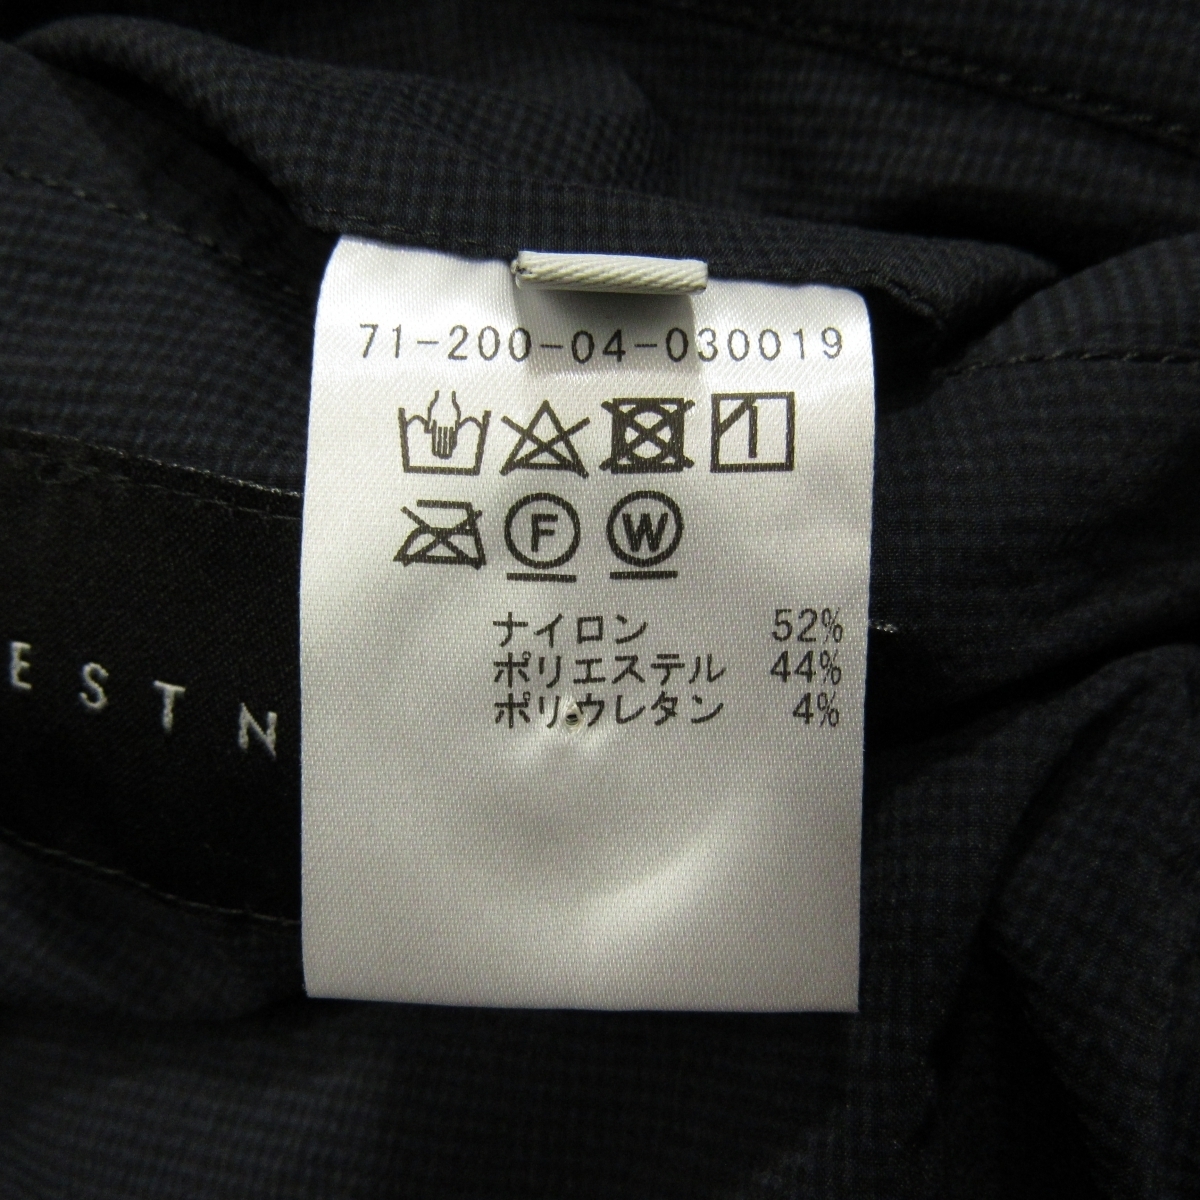 71-200-04-030019
F W
ナイロン 52%
ポリエステル 44%
ポリウレタン 4%
ESTN